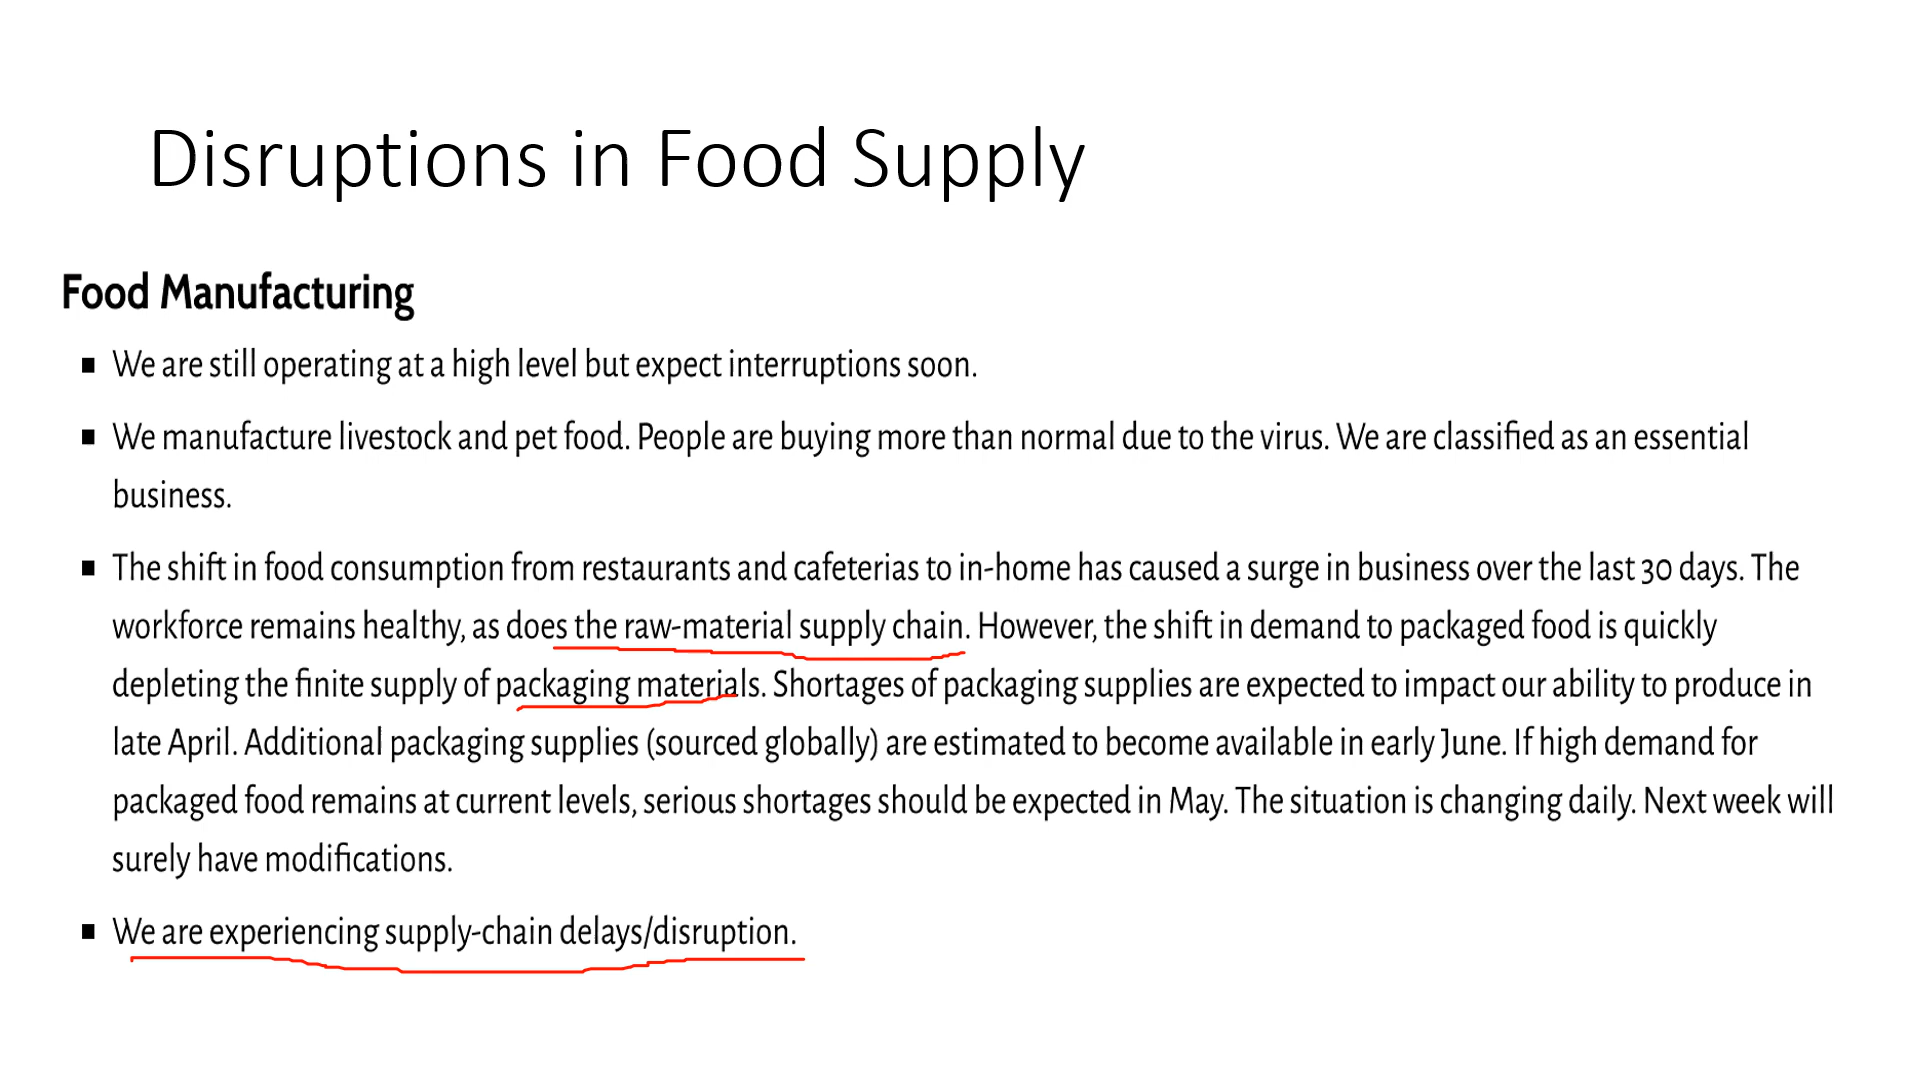 Disruptions in Food Supply
Food Manufacturing
▪ We are still operating at a high level but expect interruptions soon.
▪ We manufacture livestock and pet food. People are buying more than normal due to the virus. We are classified as an essential
business.
▪ The shift in food consumption from restaurants and cafeterias to in-home has caused a surge in business over the last 30 days. The
workforce remains healthy, as does the raw-material supply chain. However, the shift in demand to packaged food is quickly
depleting the finite supply of packaging materials. Shortages of packaging supplies are expected to impact our ability to produce in
late April. Additional packaging supplies (sourced globally) are estimated to become available in early June. If high demand for
packaged food remains at current levels, serious shortages should be expected in May. The situation is changing daily. Next week will
surely have modifications.
▪ We are experiencing supply-chain delays/disruption.